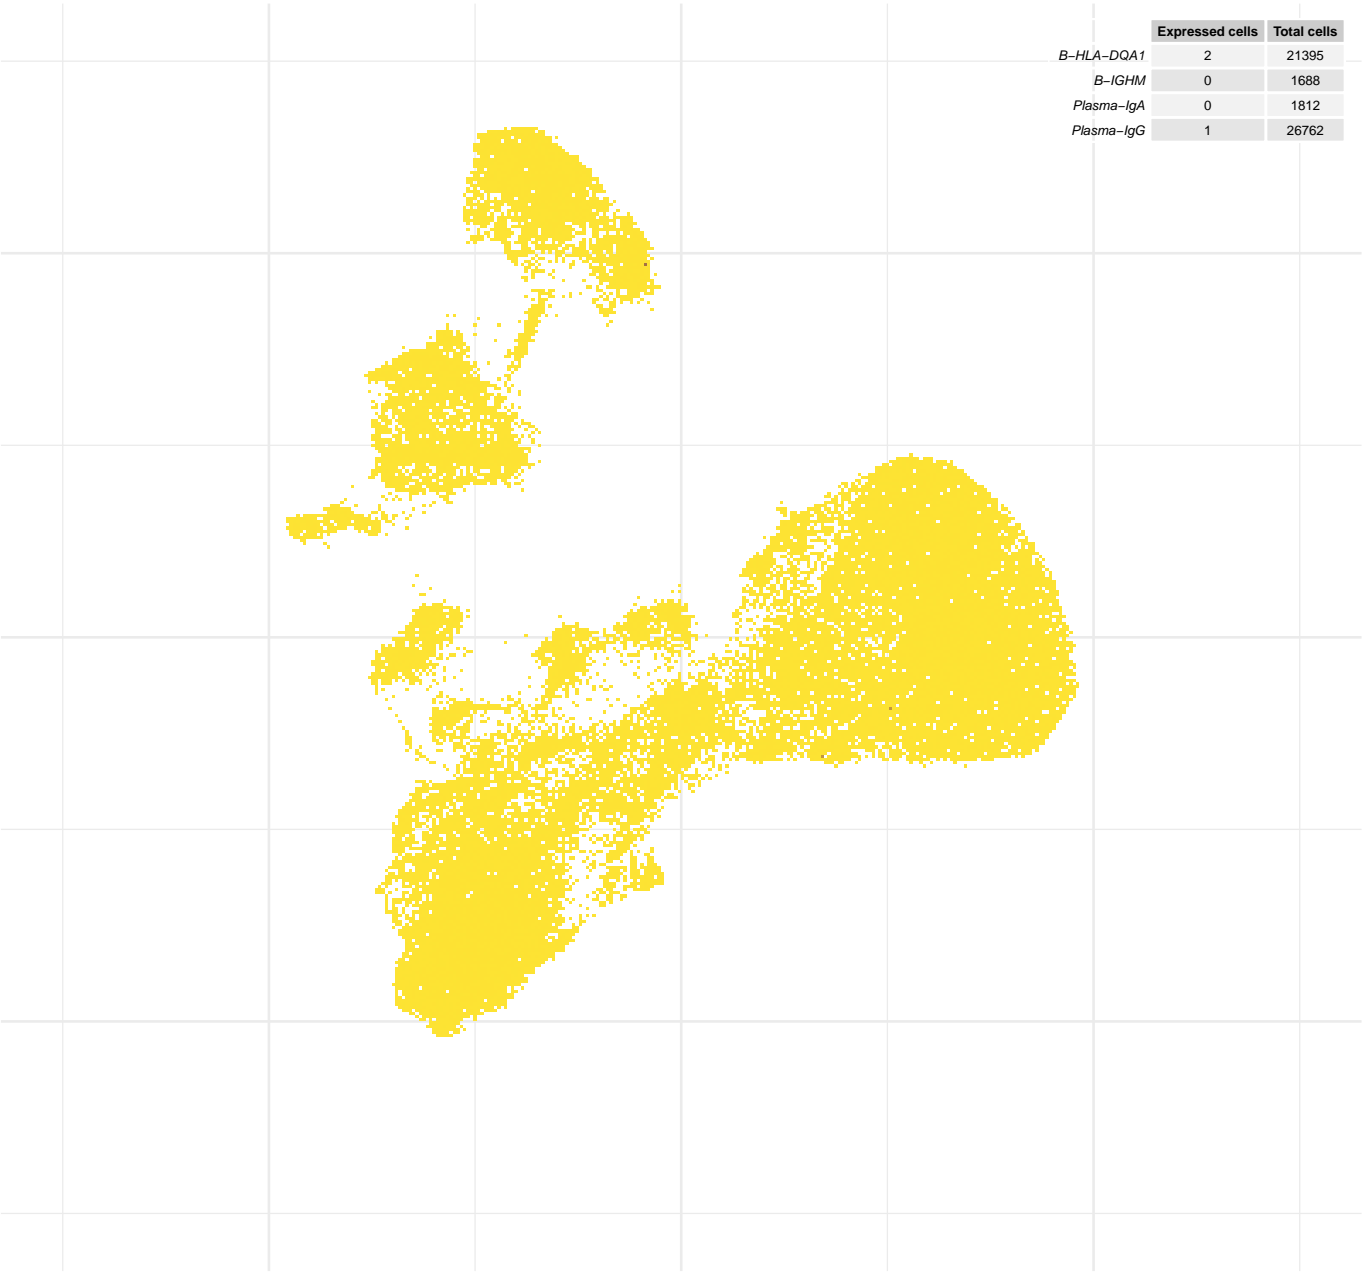 Expressed cells Total cells
B−HLA−DQA1 2 21395
B−IGHM 0 1688
Plasma−IgA 0 1812
Plasma−IgG 1 26762